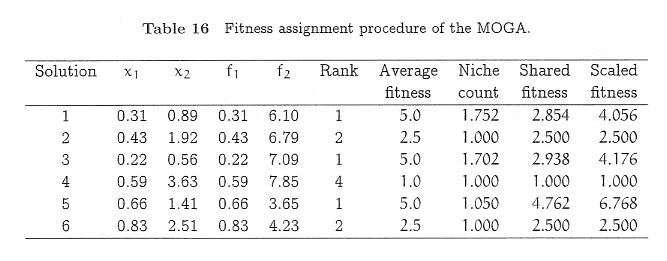 Table 16 Fitness assignment procedure of the MOGA.
Solution x1 x2 f1 f2 Rank Average Niche Shared Scaled
fitness count fitness fitness
1 0.31 0.89 0.31 6.10 1 5.0 1.752 2.854 4.056
2 0.43 1.92 0.43 6.79 2 2.5 1.000 2.500 2.500
3 0.22 0.56 0.22 7.09 1 5.0 1.702 2.938 4.176
4 0.59 3.63 0.59 7.85 4 1.0 1.000 1.000 1.000
5 0.66 1.41 0.66 3.65 1 5.0 1.050 4.762 6.768
6 0.83 2.51 0.83 4.23 2 2.5 1.000 2.500 2.500